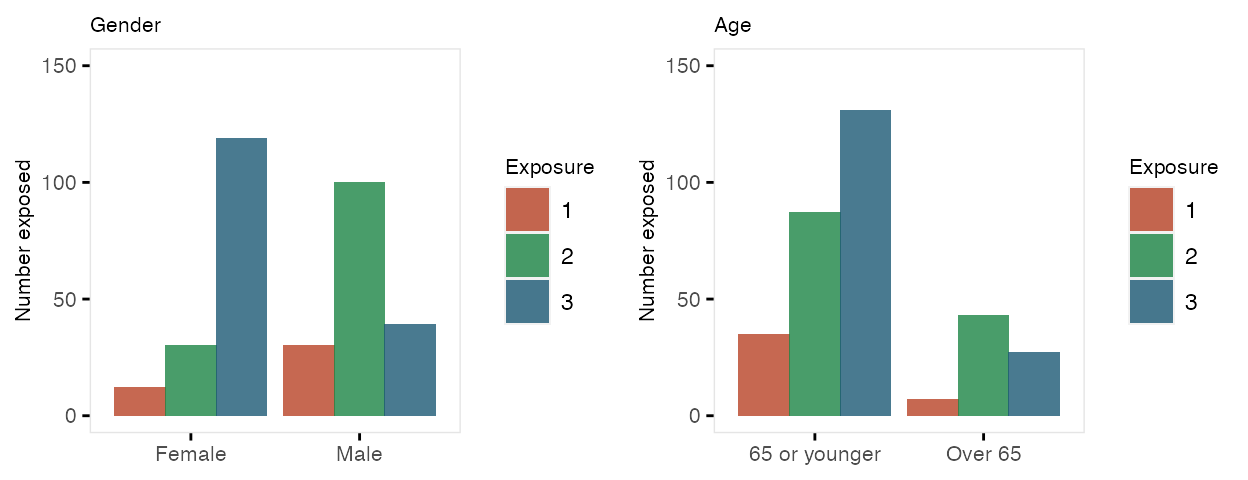 Gender
150
100
50
0
Number exposed
Female Male
Exposure
1
2
3
Age
150
100
50
0
Number exposed
65 or younger Over 65
Exposure
1
2
3